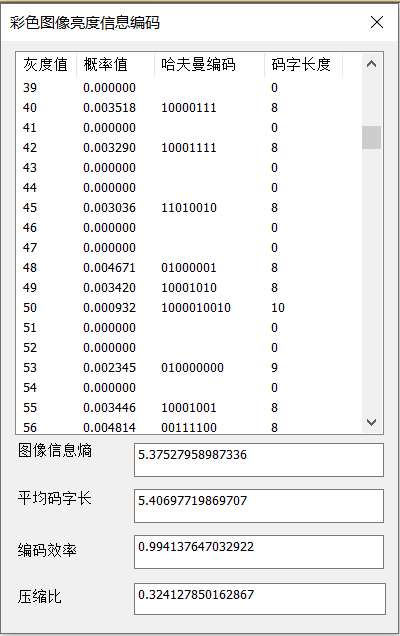 彩色图像亮度信息编码
灰度值 概率值 哈夫曼编码 码字长度
39 0.000000 0
40 0.003518 10000111 8
41 0.000000 0
42 0.003290 10001111 8
43 0.000000 0
44 0.000000 0
45 0.003036 11010010 8
46 0.000000 0
47 0.000000 0
48 0.004671 01000001 8
49 0.003420 10001010 8
50 0.000932 1000010010 10
51 0.000000 0
52 0.000000 0
53 0.002345 010000000 9
54 0.000000 0
55 0.003446 10001001 8
56 0.004814 00111100 8
图像信息熵 5.37527958987336
平均码字长 5.40697719869707
编码效率 0.994137647032922
压缩比 0.324127850162867